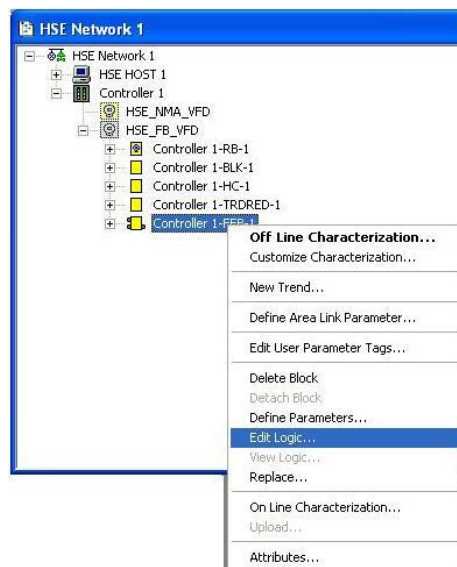 HSE Network 1
HSE Network 1
HSE HOST 1
Controller 1
HSE_NMA_VFD
HSE_FB_VFD
Controller 1-RB-1
Controller 1-BLK-1
Controller 1-HC-1
Controller 1-TRDRED-1
Controller 1-FFB-1
Off Line Characterization...
Customize Characterization...
New Trend...
Define Area Link Parameter...
Edit User Parameter Tags...
Delete Block
Detach Block
Define Parameters...
Edit Logic...
View Logic...
Replace...
On Line Characterization...
Upload...
Attributes...